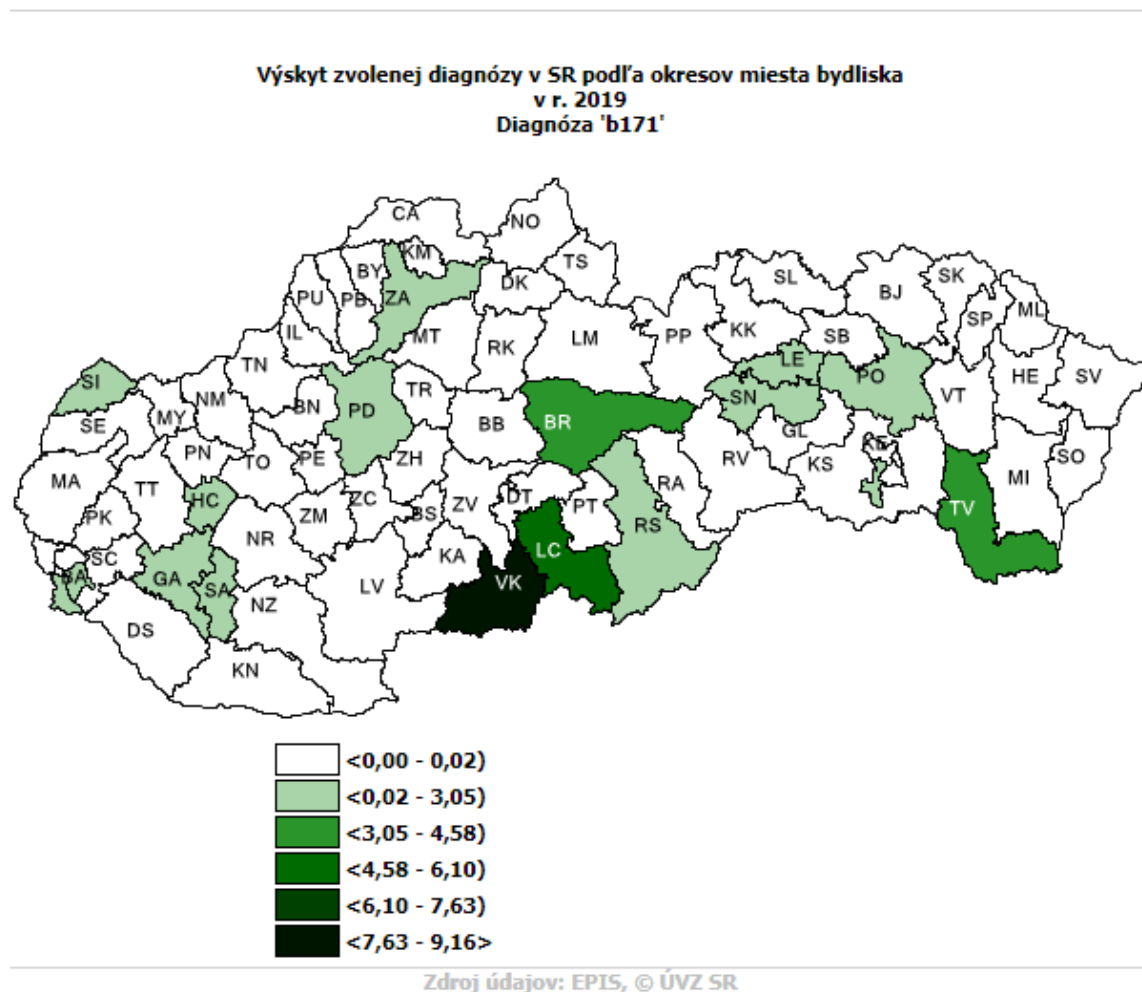 Výskyt zvolenej diagnózy v SR podľa okresov miesta bydliska
v r. 2019
Diagnóza 'b171'
CA
NO
KM
TS
BY
DK
SL
SK
PU
PB
ZA
BJ
ML
SP
IL
MT
LM
PP
KK
SB
RK
TN
LE
HE
SV
SI
PO
NM
TR
SN
VT
MY
BN
PD
BB
BR
SE
GL
KE
PN
TO
PE
ZH
RV
KS
SO
MA
TT
RA
MI
HC
ZC
ZV
DT
PT
PK
ZM
BS
RS
TV
NR
SC
KA
LC
BA
GA
SA
LV
VK
NZ
DS
KN
<0,00 - 0,02)
<0,02 - 3,05)
<3,05 - 4,58)
<4,58 - 6,10)
<6,10 - 7,63)
<7,63 - 9,16>
Zdroj údajov: EPIS, © ÚVZ SR